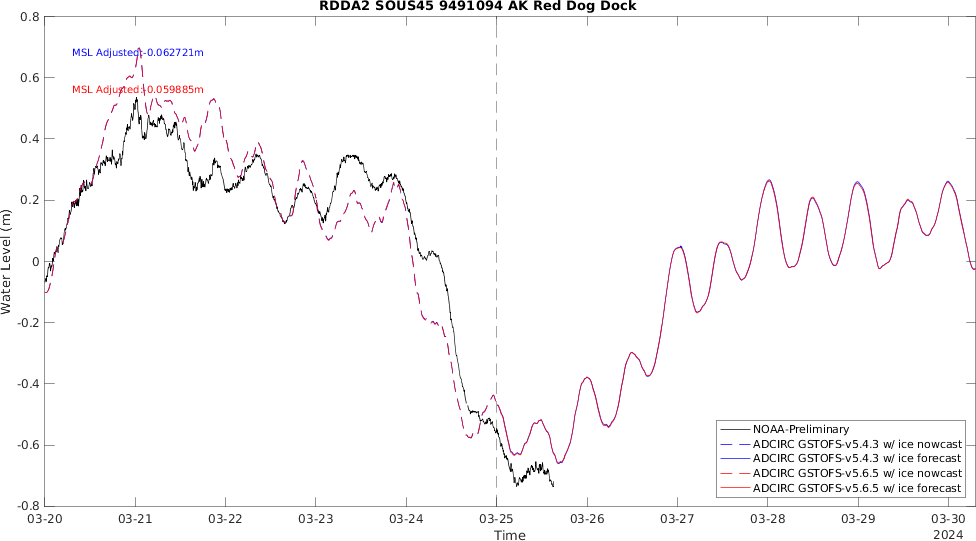 RDDA2 SOUS45 9491094 AK Red Dog Dock
MSL Adjusted:-0.062721m
MSL Adjusted:-0.059885m
Water Level (m)
0.8
0.6
0.4
0.2
0
-0.2
-0.4
-0.6
-0.8
NOAA-Preliminary
ADCIRC GSTOFS-v5.4.3 w/ ice nowcast
ADCIRC GSTOFS-v5.4.3 w/ ice forecast
ADCIRC GSTOFS-v5.6.5 w/ ice nowcast
ADCIRC GSTOFS-v5.6.5 w/ ice forecast
03-20 03-21 03-22 03-23 03-24 03-25 03-26 03-27 03-28 03-29 03-30
Time
2024